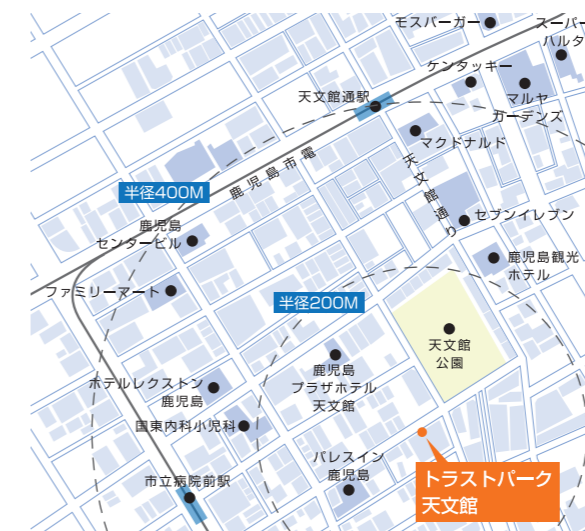 モスバーガー
スーパー
ハルタ
ケンタッキー
天文館通駅
マルヤ
ガーデンズ
マクドナルド
鹿児島市電
天文館通り
半径400M
鹿児島
センタービル
セブンイレブン
鹿児島観光
ホテル
ファミリーマート
半径200M
天文館
公園
鹿児島
プラザホテル
天文館
ホテルレクストン
鹿児島
国東内科小児科
パレスイン
鹿児島
市立病院前駅
トラストパーク
天文館